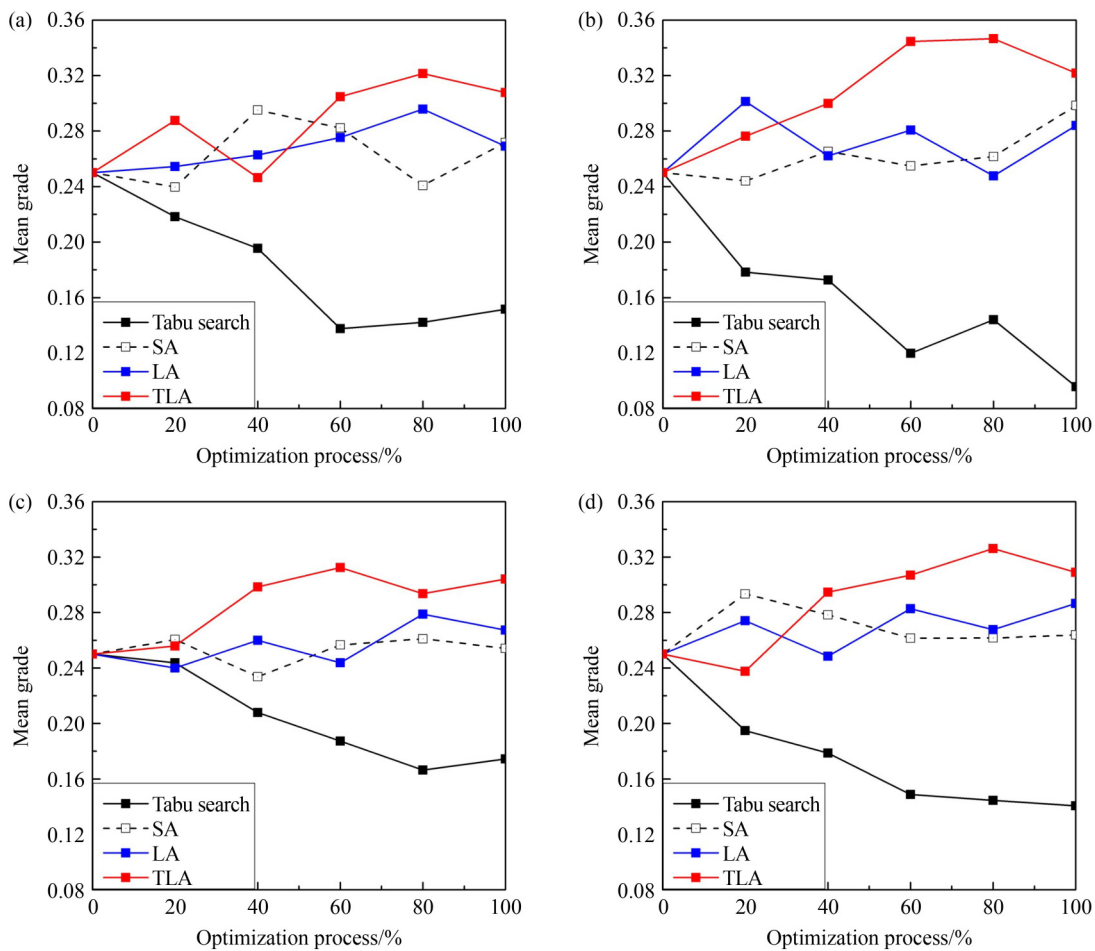 (a)
0.36
0.32
0.28
0.24
0.20
0.16
0.12
0.08
Mean grade
Tabu search
SA
LA
TLA
0 20 40 60 80 100
Optimization process/%
(b)
0.36
0.32
0.28
0.24
0.20
0.16
0.12
0.08
Mean grade
Tabu search
SA
LA
TLA
0 20 40 60 80 100
Optimization process/%
(c)
0.36
0.32
0.28
0.24
0.20
0.16
0.12
0.08
Mean grade
Tabu search
SA
LA
TLA
0 20 40 60 80 100
Optimization process/%
(d)
0.36
0.32
0.28
0.24
0.20
0.16
0.12
0.08
Mean grade
Tabu search
SA
LA
TLA
0 20 40 60 80 100
Optimization process/%